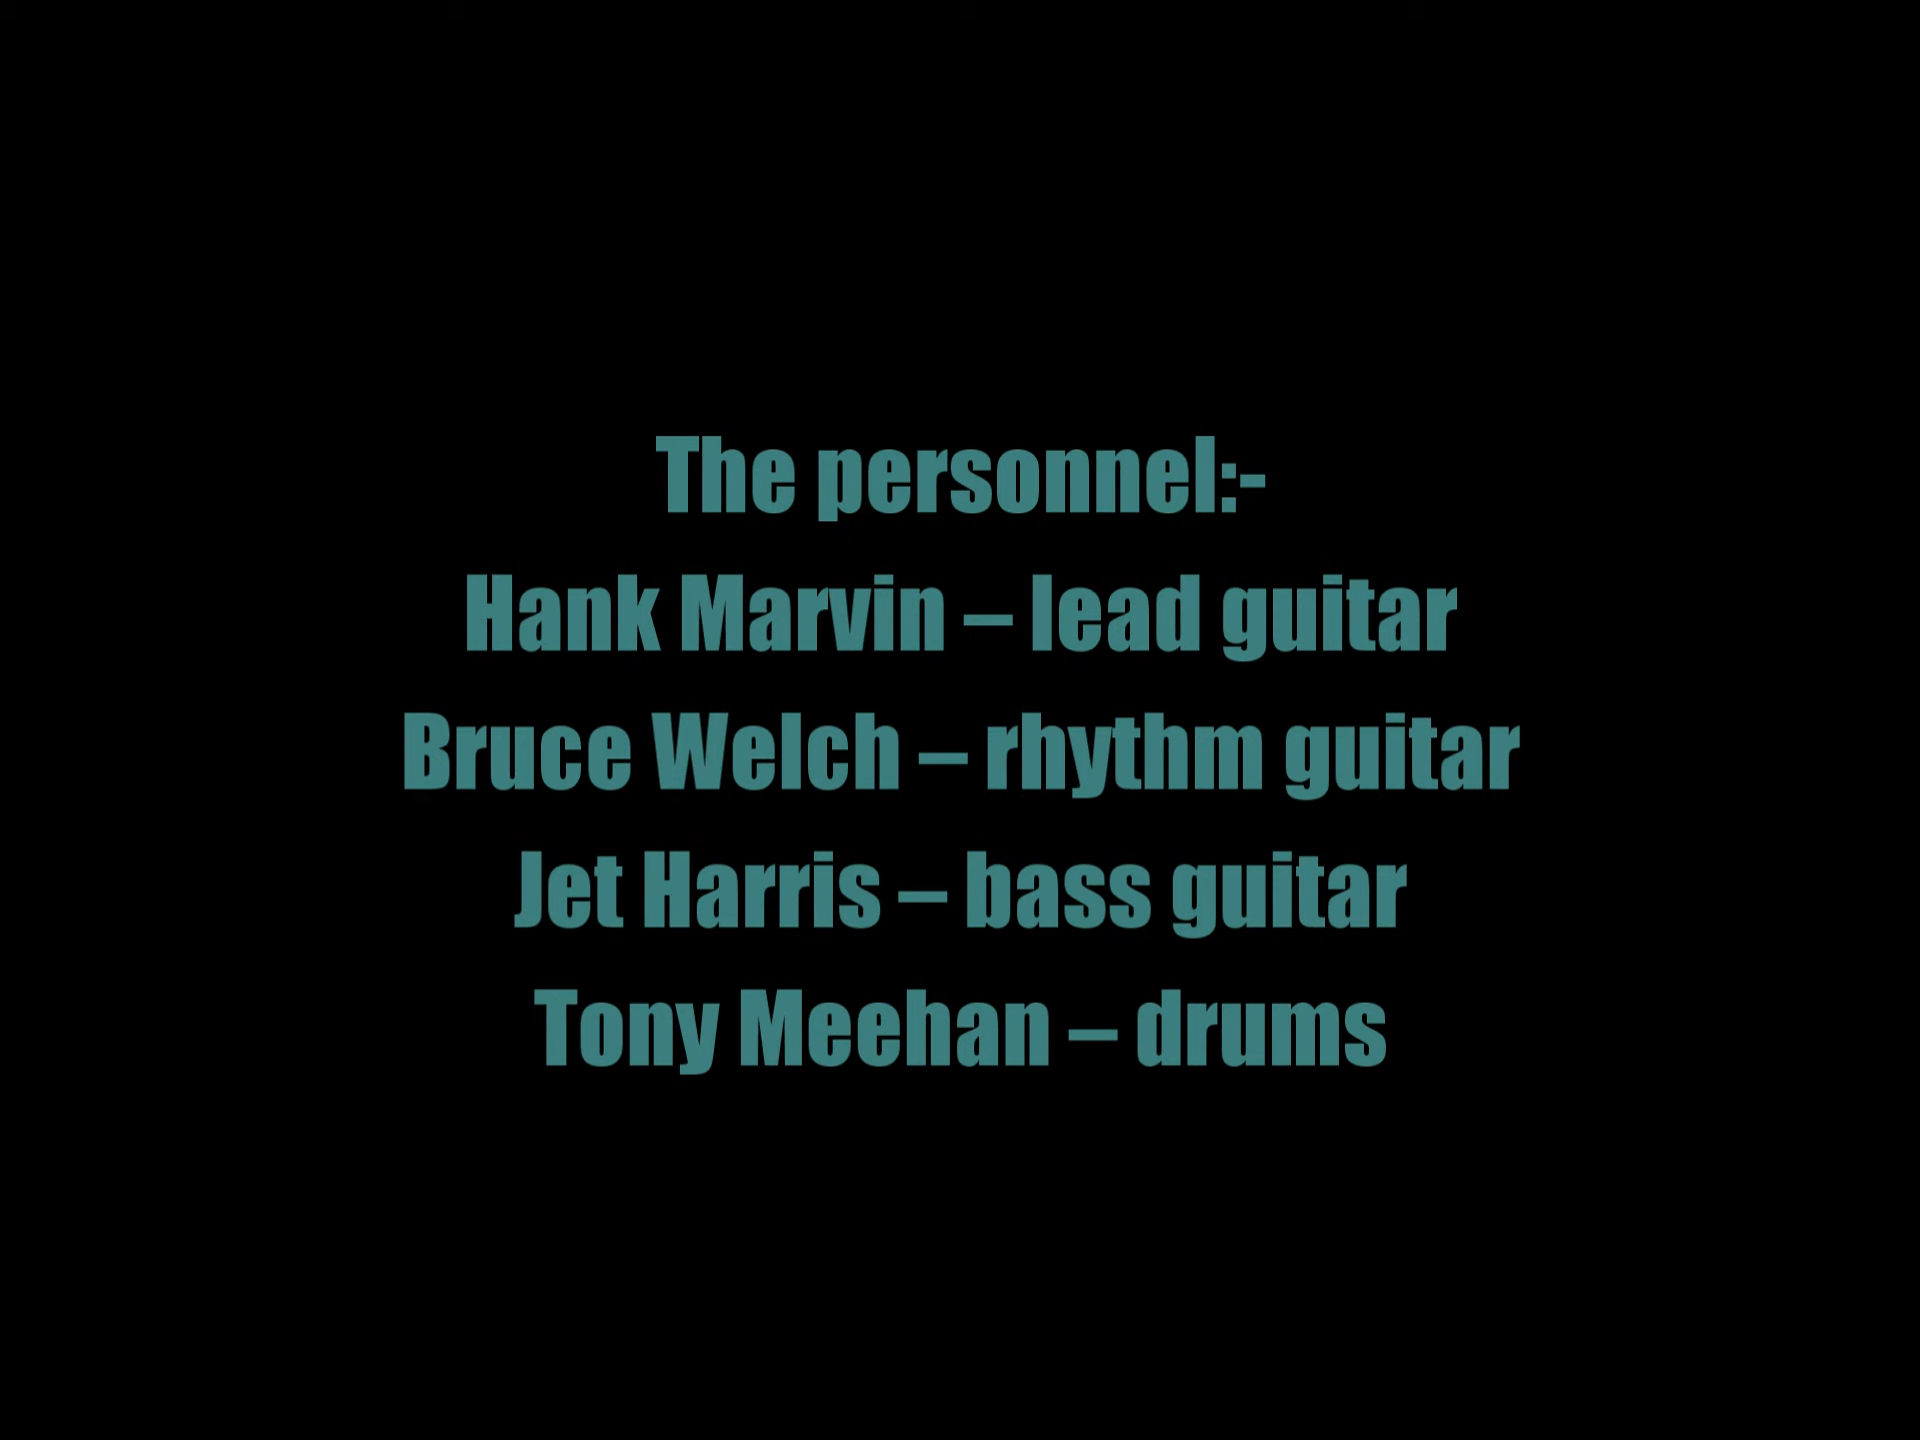 The personnel:-
Hank Marvin – lead guitar
Bruce Welch – rhythm guitar
Jet Harris – bass guitar
Tony Meehan – drums